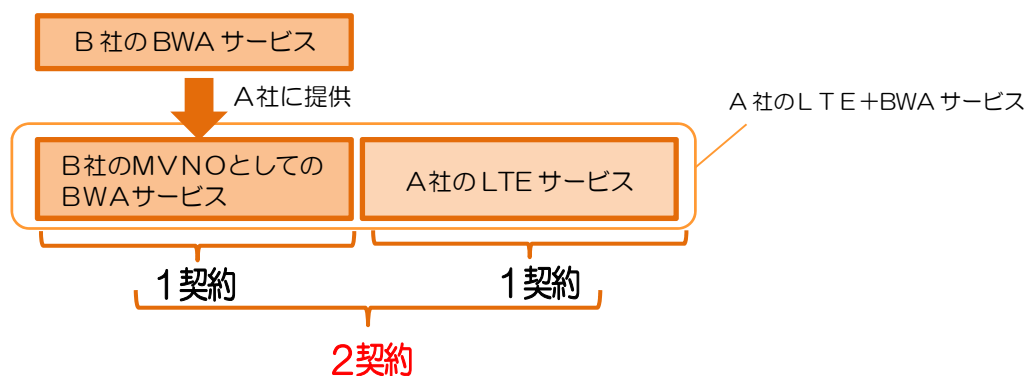 B社のBWAサービス
A社に提供
A社のLTE+BWAサービス
B社のMVNOとしての
BWAサービス
A社のLTEサービス
1契約
1契約
2契約